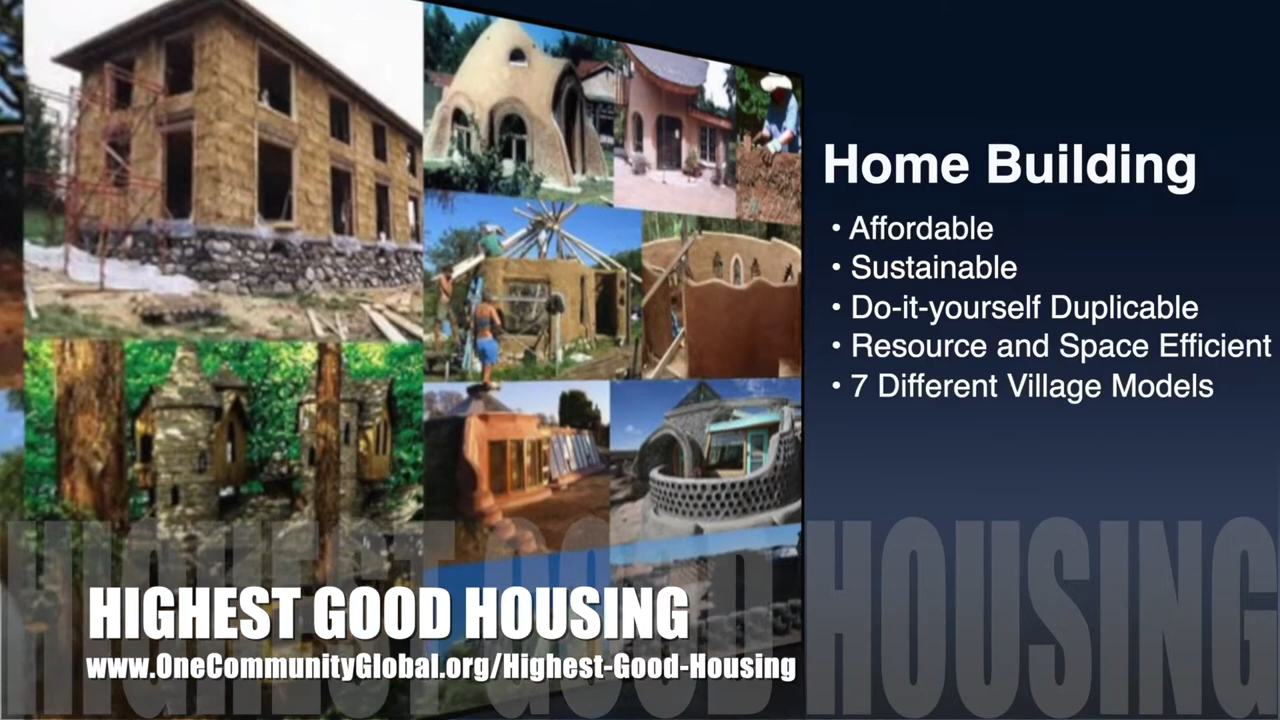 Home Building
• Affordable
• Sustainable
• Do-it-yourself Duplicable
• Resource and Space Efficient
• 7 Different Village Models
HIGHEST GOOD HOUSING
HIGHEST GOOD HOUSING
www.OneCommunityGlobal.org/Highest-Good-Housing